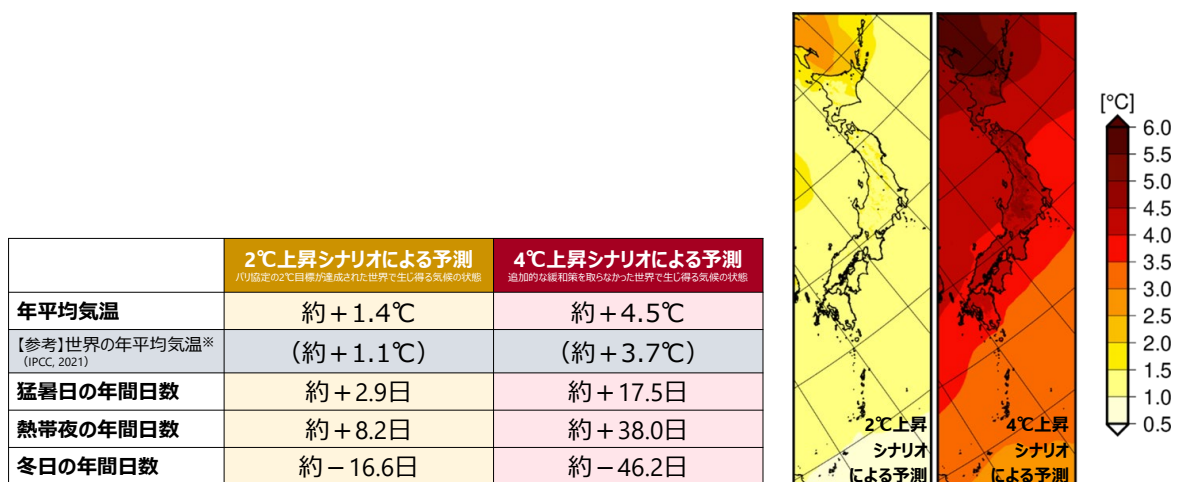 2℃上昇シナリオによる予測
パリ協定の2℃目標が達成された世界で生じ得る気候の状態
4℃上昇シナリオによる予測
追加的な緩和策を取らなかった世界で生じ得る気候の状態
年平均気温
約+1.4℃
約+4.5℃
【参考】世界の年平均気温※
(IPCC, 2021)
(約+1.1℃)
(約+3.7℃)
猛暑日の年間日数
約+2.9日
約+17.5日
熱帯夜の年間日数
約+8.2日
約+38.0日
冬日の年間日数
約-16.6日
約-46.2日
2℃上昇
シナリオ
による予測
4℃上昇
シナリオ
による予測
[°C]
6.0
5.5
5.0
4.5
4.0
3.5
3.0
2.5
2.0
1.5
1.0
0.5